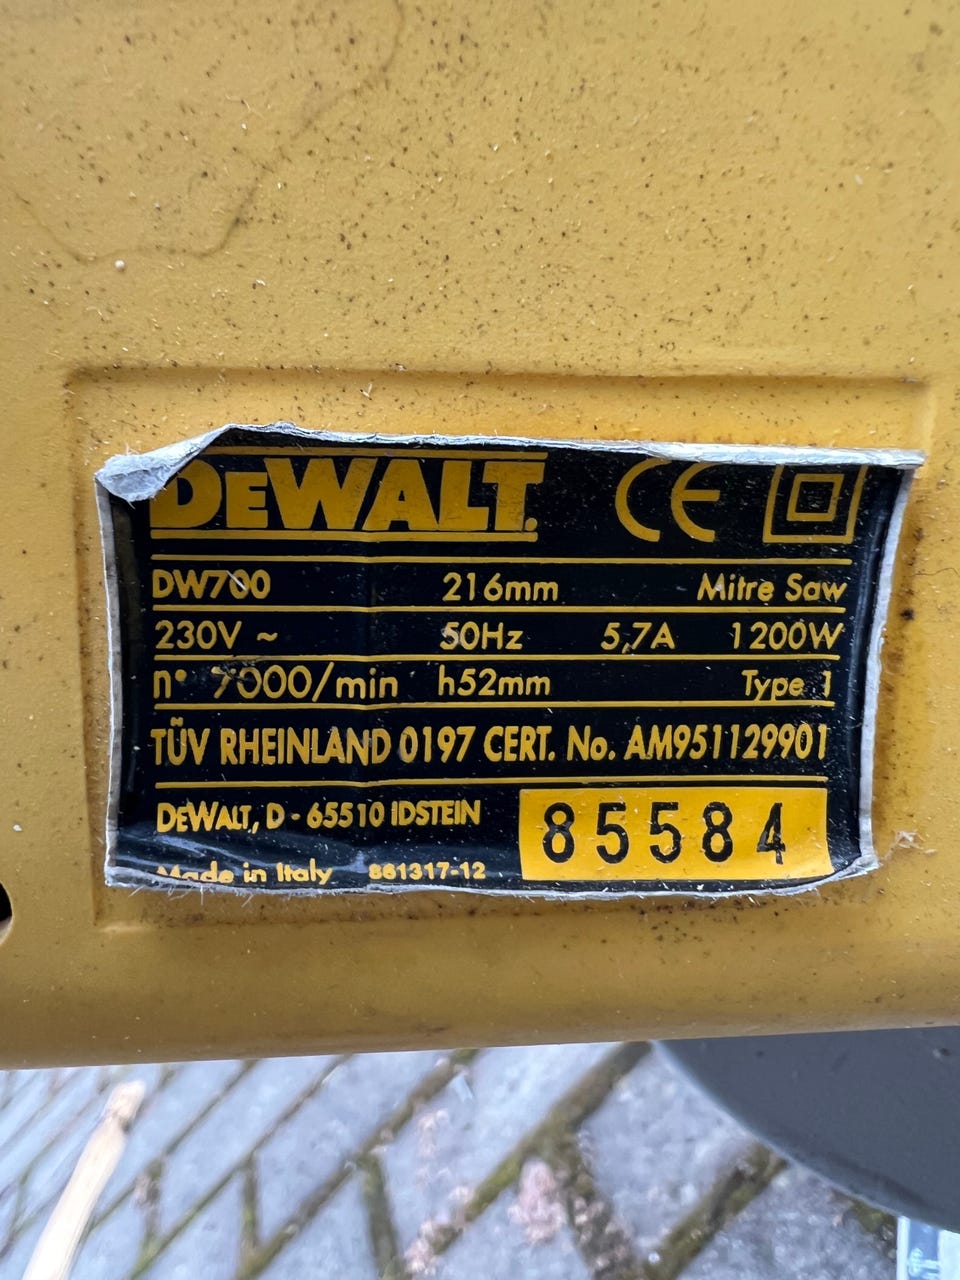 DEWALT. CE
DW700 216mm Mitre Saw
230V ~ 50Hz 5,7A 1200W
n° 7000/min h52mm Type 1
TÜV RHEINLAND 0197 CERT. No. AM951129901
DEWALT, D - 65510 IDSTEIN
85584
Made in Italy 861317-12